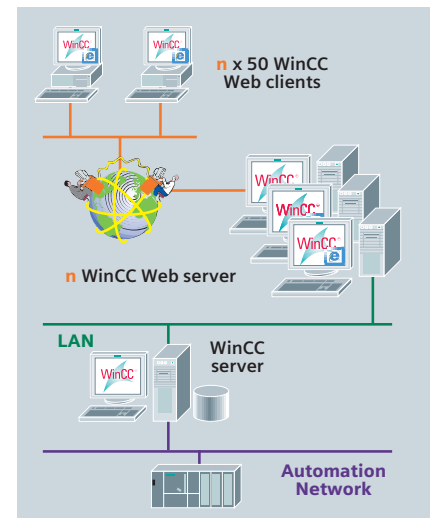 WinCC WinCC
n x 50 WinCC
Web clients
WinCC
WinCC
WinCC
n WinCC Web server
LAN
WinCC
server
WinCC
Automation
Network